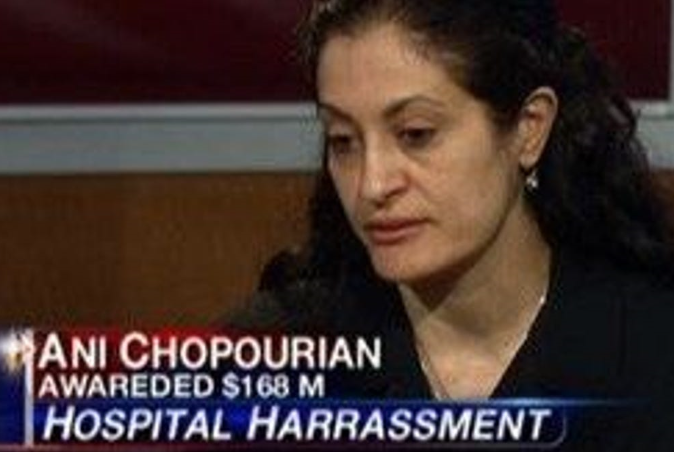 ANI CHOPOURIAN
AWAREDED $168 M
HOSPITAL HARRASSMENT